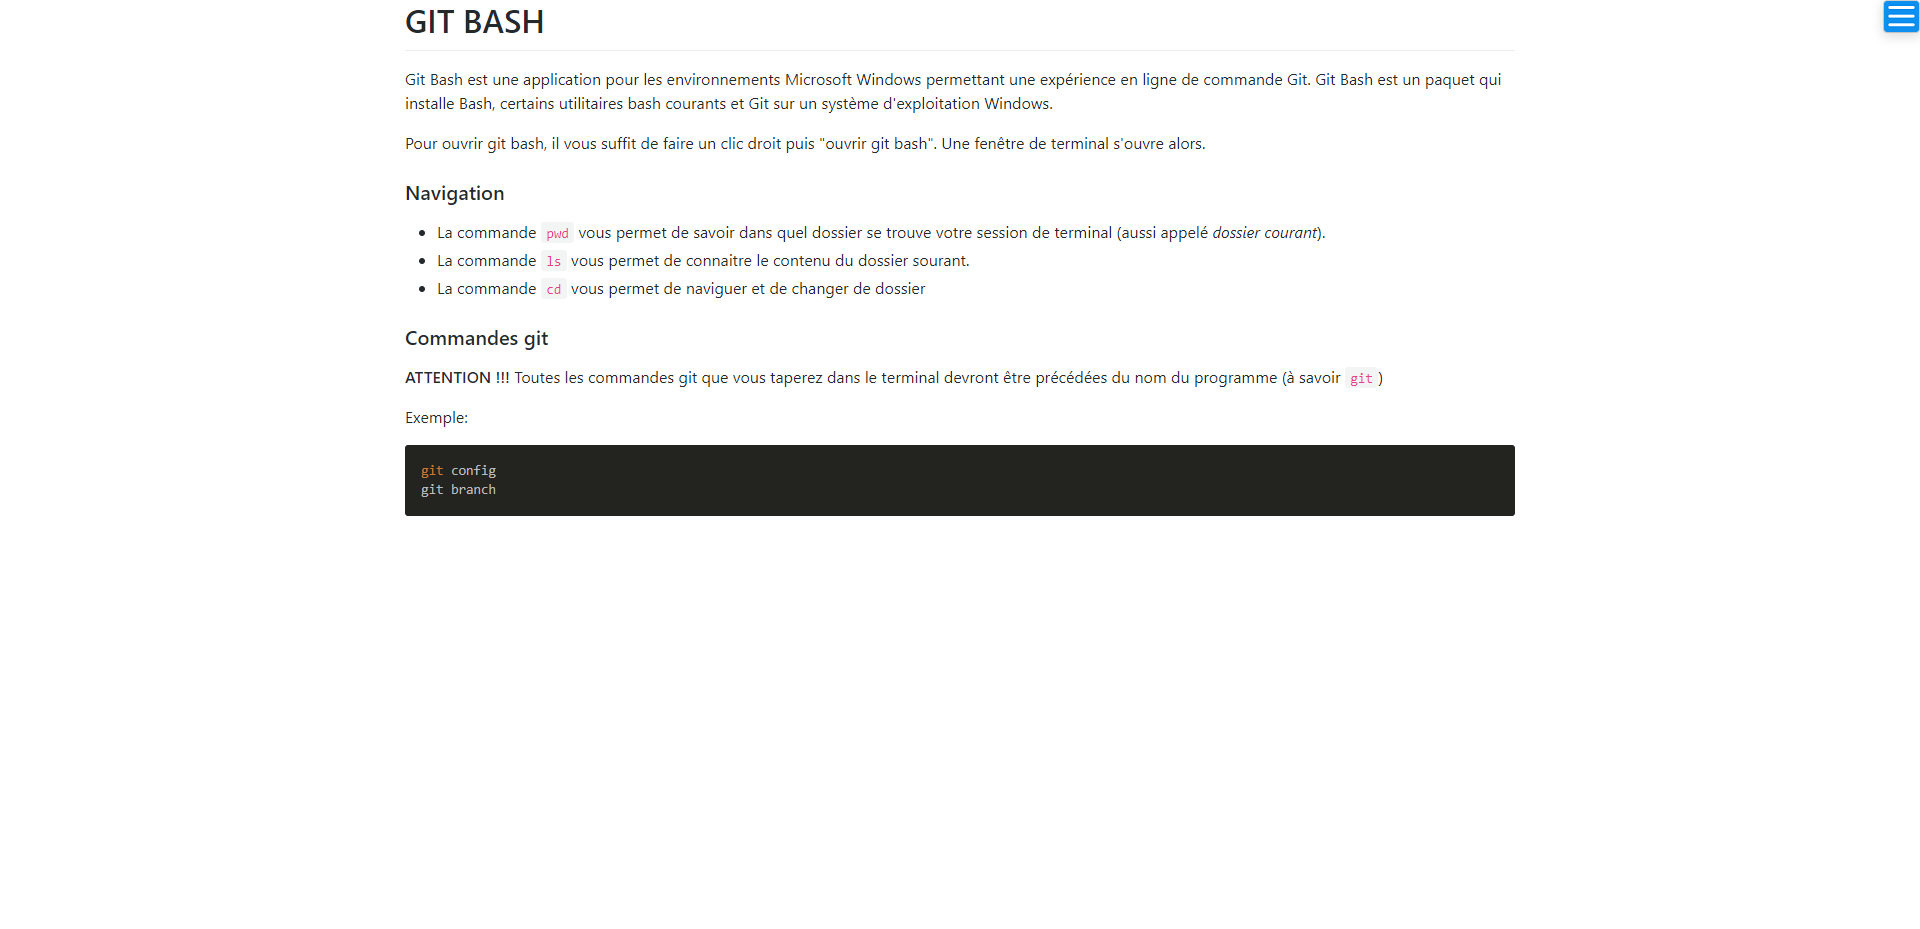 GIT BASH
Git Bash est une application pour les environnements Microsoft Windows permettant une expérience en ligne de commande Git. Git Bash est un paquet qui
installe Bash, certains utilitaires bash courants et Git sur un système d'exploitation Windows.
Pour ouvrir git bash, il vous suffit de faire un clic droit puis "ouvrir git bash". Une fenêtre de terminal s'ouvre alors.
Navigation
• La commande pwd vous permet de savoir dans quel dossier se trouve votre session de terminal (aussi appelé dossier courant).
• La commande ls vous permet de connaitre le contenu du dossier sourant.
• La commande cd vous permet de naviguer et de changer de dossier
Commandes git
ATTENTION !!! Toutes les commandes git que vous taperez dans le terminal devront être précédées du nom du programme (à savoir git )
Exemple:
git config
git branch